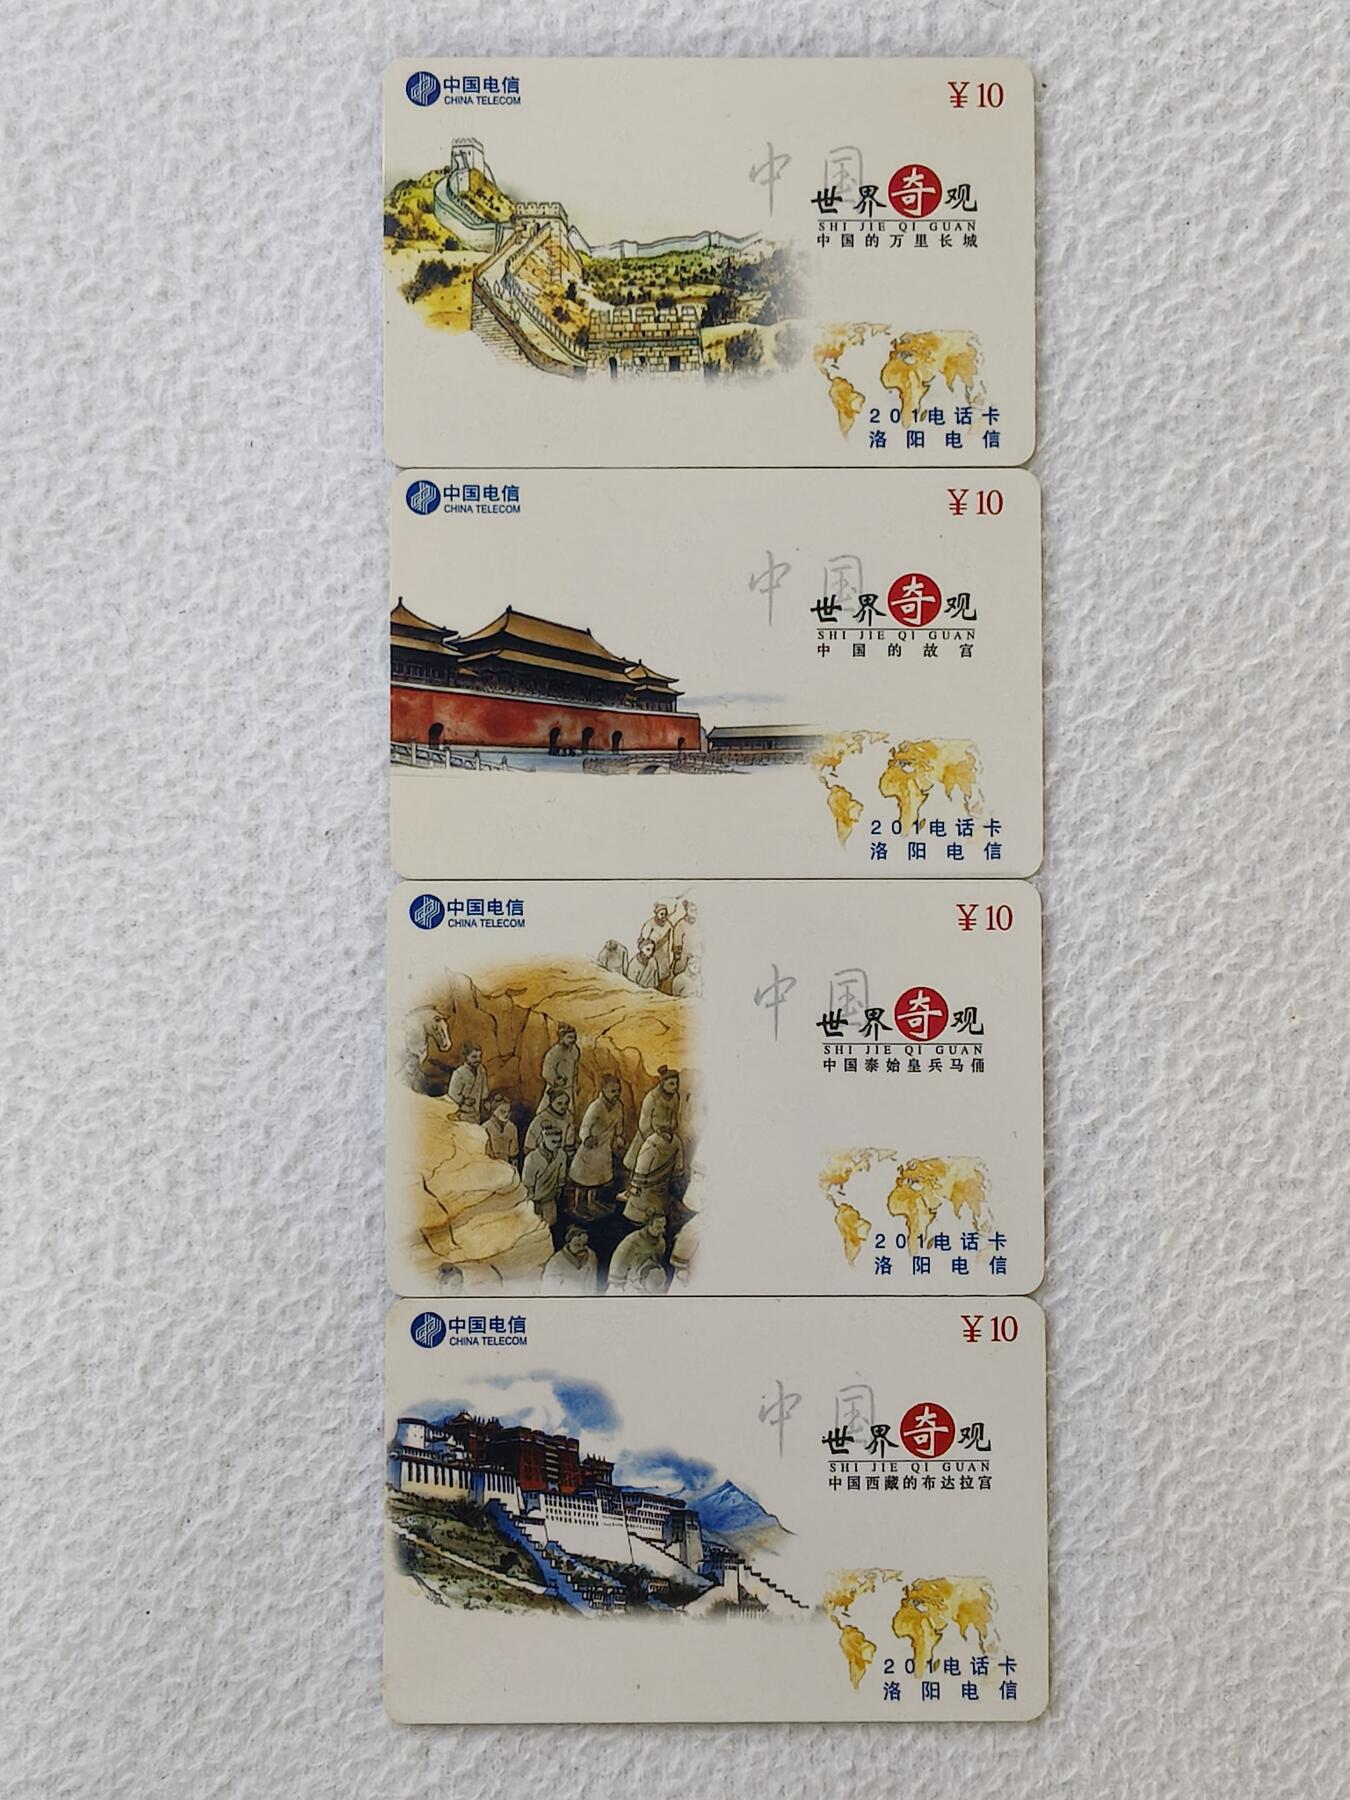 中国电信
CHINA TELECOM
¥10
中国
世界奇观
SHI JIE QI GUAN
中国的万里长城
201电话卡
洛阳电信
中国电信
CHINA TELECOM
¥10
中国
世界奇观
SHI JIE QI GUAN
中国的故宫
201电话卡
洛阳电信
中国电信
CHINA TELECOM
¥10
中国
世界奇观
SHI JIE QI GUAN
中国泰始皇兵马俑
201电话卡
洛阳电信
中国电信
CHINA TELECOM
¥10
中国
世界奇观
SHI JIE QI GUAN
中国西藏的布达拉宫
201电话卡
洛阳电信